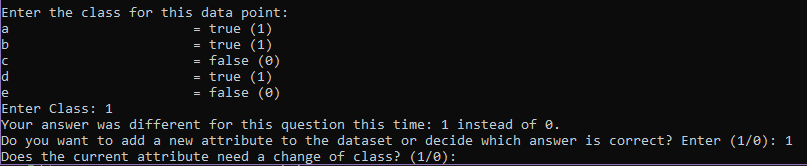 Enter the class for this data point:
a = true (1)
b = true (1)
c = false (0)
d = true (1)
e = false (0)
Enter Class: 1
Your answer was different for this question this time: 1 instead of 0.
Do you want to add a new attribute to the dataset or decide which answer is correct? Enter (1/0): 1
Does the current attribute need a change of class? (1/0):